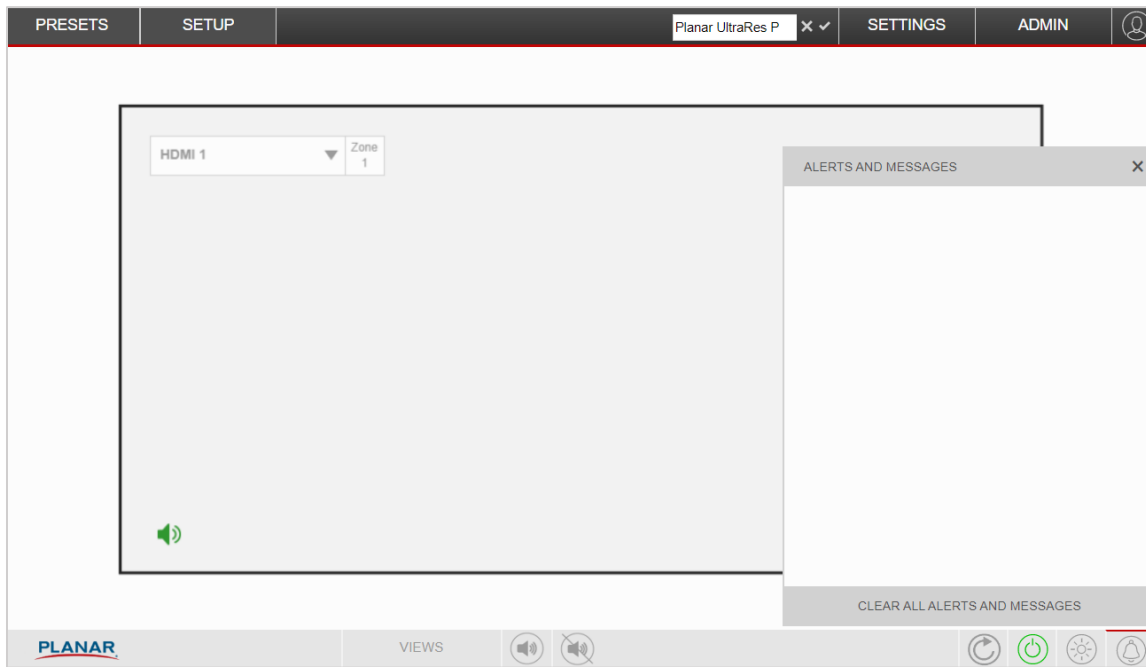 PRESETS SETUP Planar UltraRes P SETTINGS ADMIN
HDMI 1 Zone
1
ALERTS AND MESSAGES
CLEAR ALL ALERTS AND MESSAGES
PLANAR VIEWS